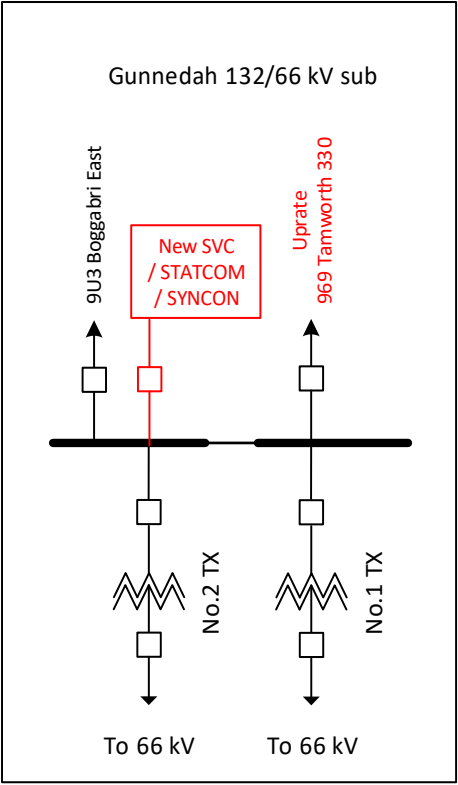 Gunnedah 132/66 kV sub
9U3 Boggabri East
New SVC
/ STATCOM
/ SYNCON
Uprate
969 Tamworth 330
No.2 TX
No.1 TX
To 66 kV
To 66 kV